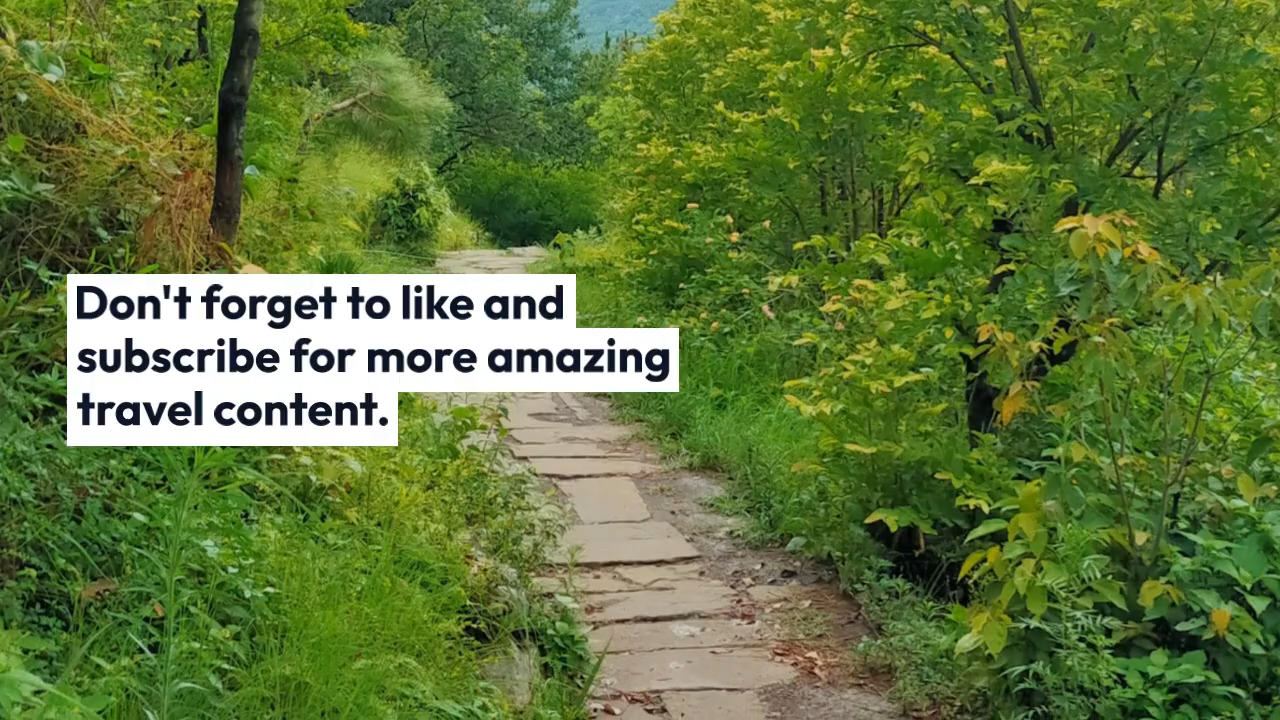 Don't forget to like and
subscribe for more amazing
travel content.